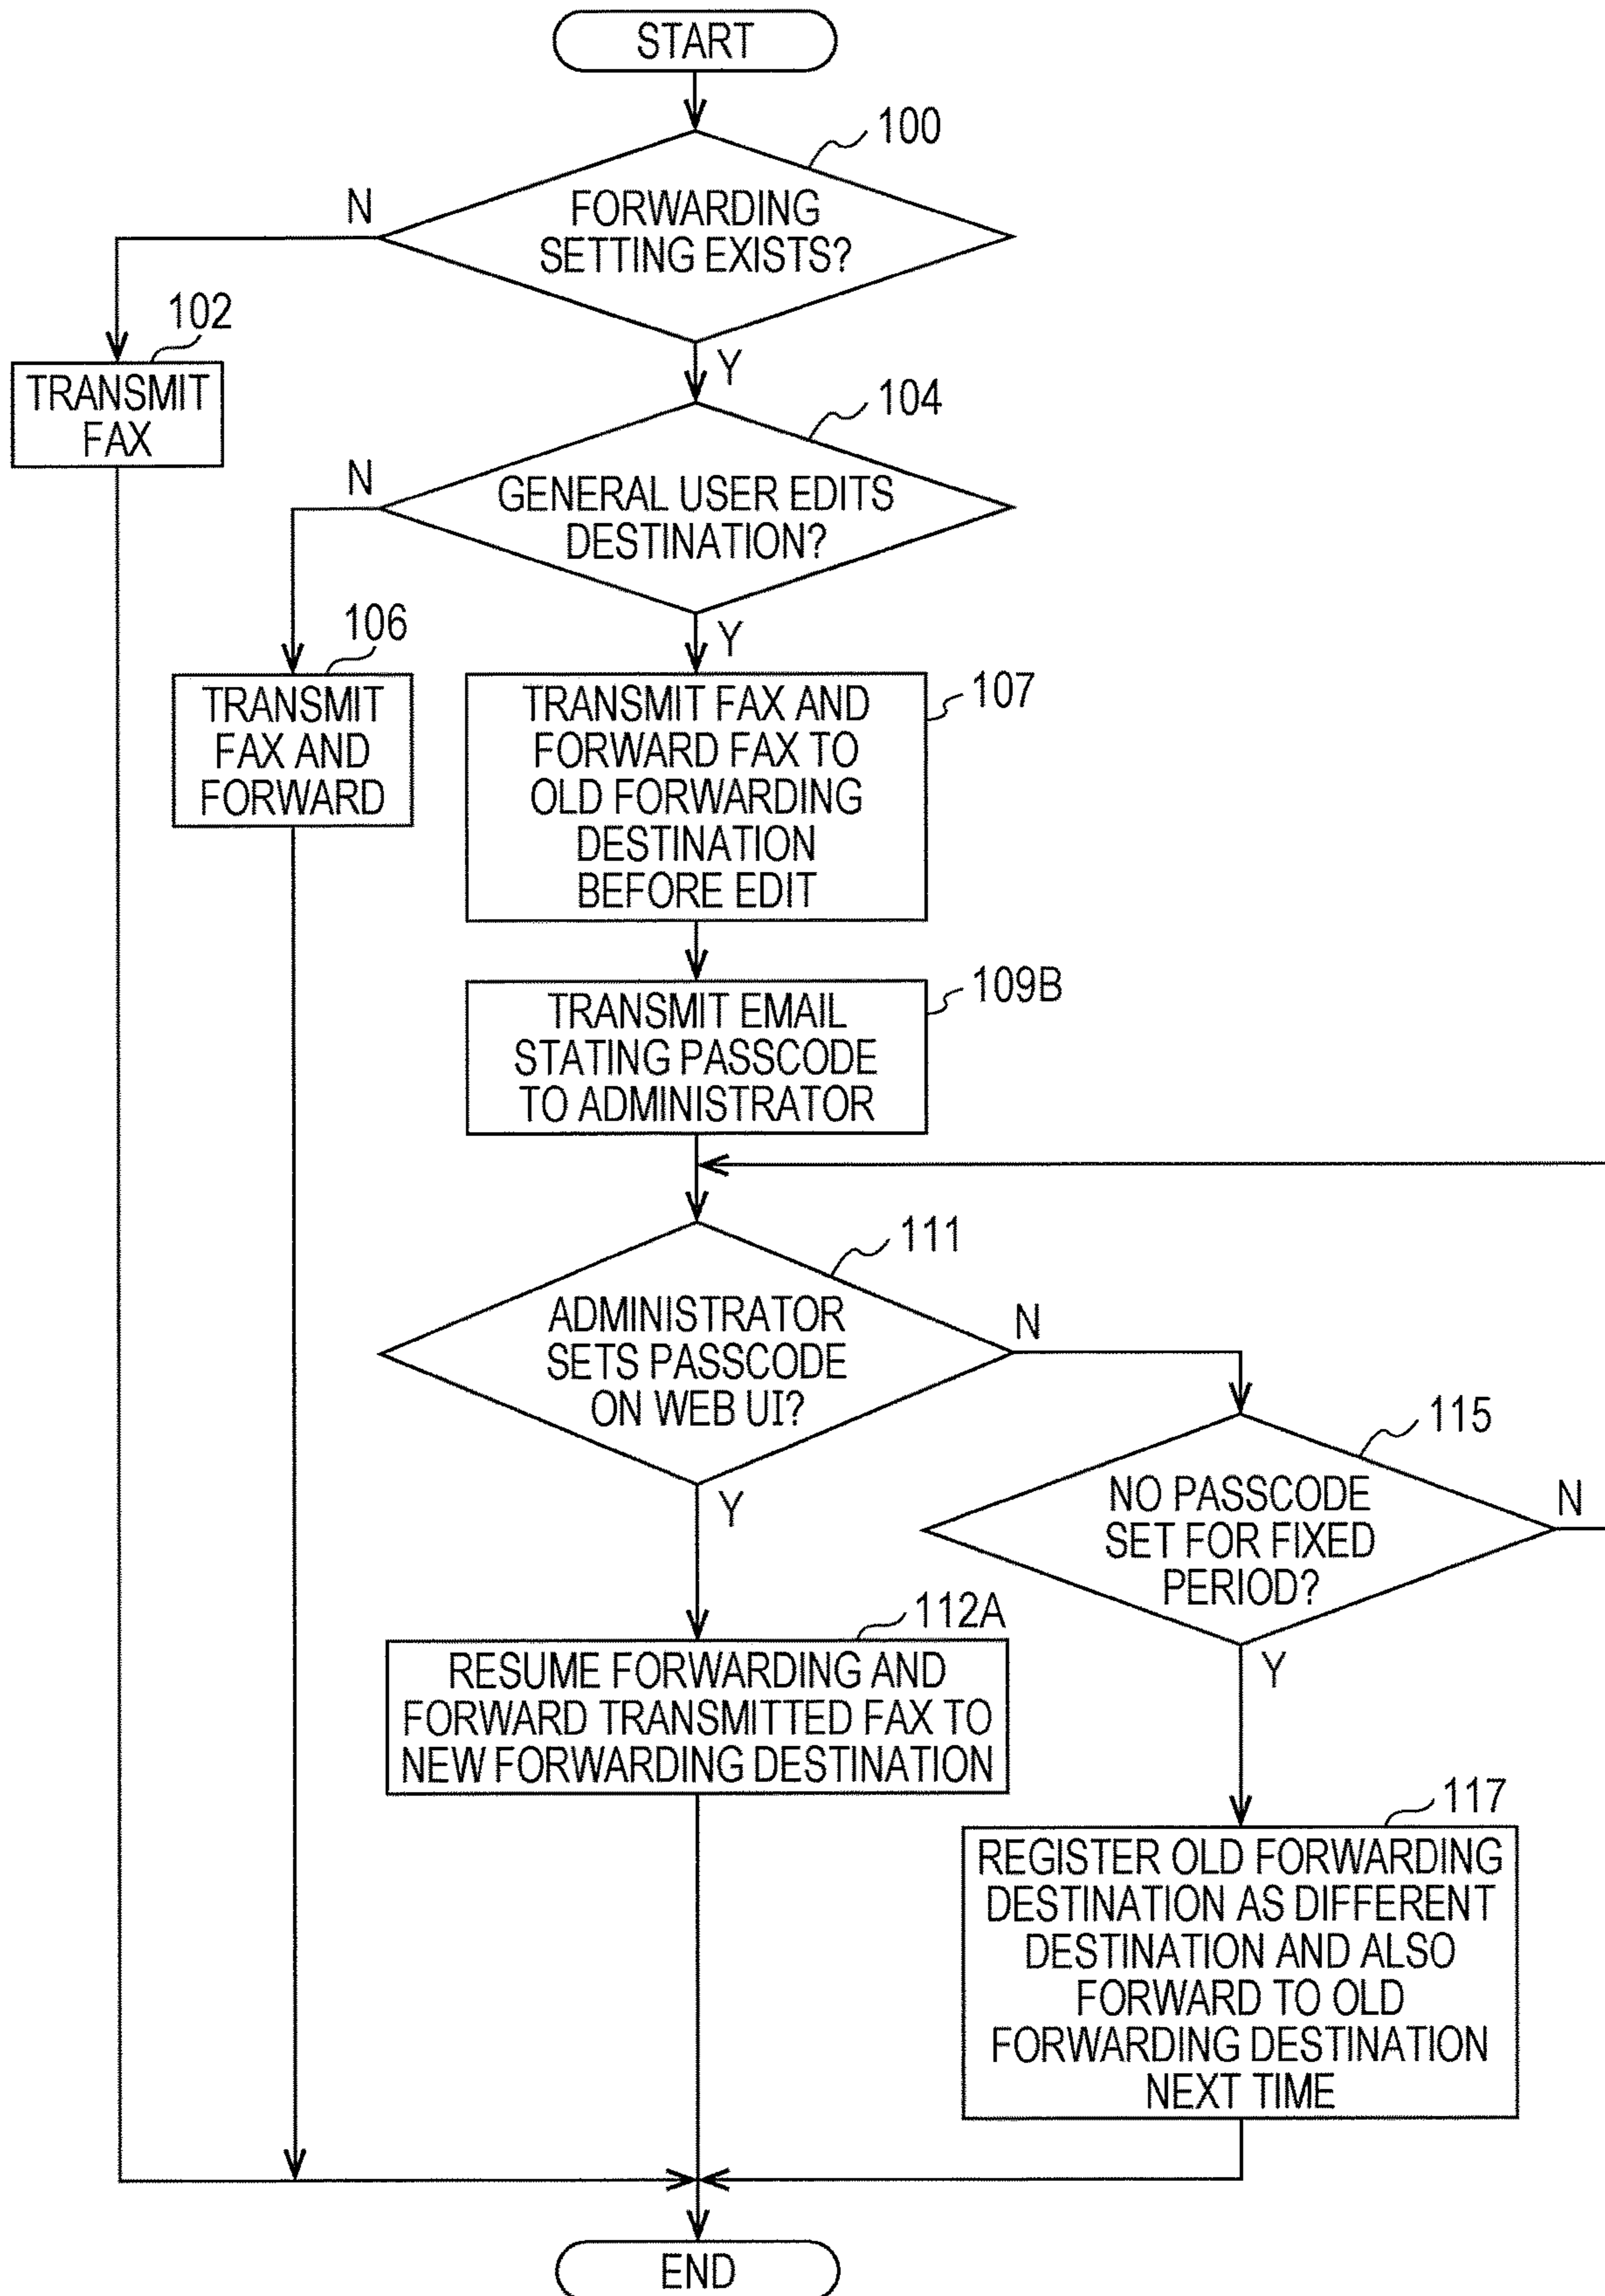 START
100
N
FORWARDING
SETTING EXISTS?
102
Y
TRANSMIT
FAX
104
N
GENERAL USER EDITS
DESTINATION?
106
Y
TRANSMIT
FAX AND
FORWARD
107
TRANSMIT FAX AND
FORWARD FAX TO
OLD FORWARDING
DESTINATION
BEFORE EDIT
109B
TRANSMIT EMAIL
STATING PASSCODE
TO ADMINISTRATOR
111
ADMINISTRATOR
SETS PASSCODE
ON WEB UI?
N
Y
115
NO PASSCODE
SET FOR FIXED
PERIOD?
N
Y
112A
RESUME FORWARDING AND
FORWARD TRANSMITTED FAX TO
NEW FORWARDING DESTINATION
117
REGISTER OLD FORWARDING
DESTINATION AS DIFFERENT
DESTINATION AND ALSO
FORWARD TO OLD
FORWARDING DESTINATION
NEXT TIME
END